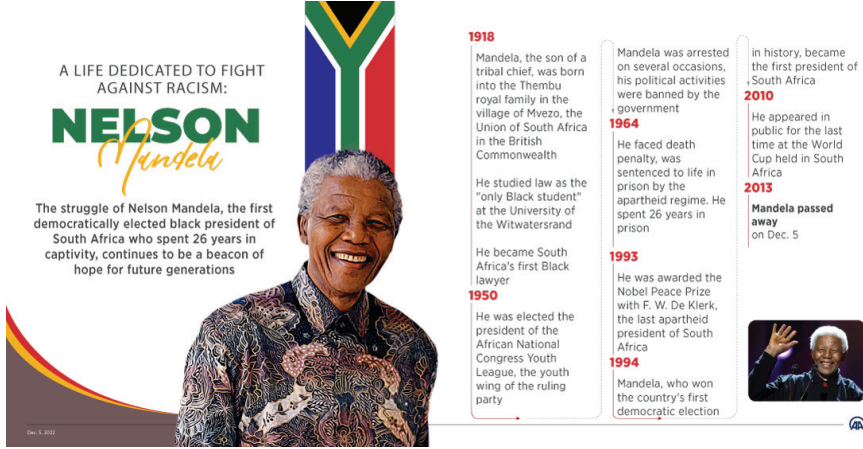 A LIFE DEDICATED TO FIGHT
AGAINST RACISM:
NELSON
Mandela
The struggle of Nelson Mandela, the first
democratically elected black president of
South Africa who spent 26 years in
captivity, continues to be a beacon of
hope for future generations
1918
Mandela, the son of a
tribal chief, was born
into the Thembu
royal family in the
village of Mvezo, the
Union of South Africa
in the British
Commonwealth
He studied law as the
"only Black student"
at the University of
the Witwatersrand
He became South
Africa's first Black
lawyer
1950
He was elected the
president of the
African National
Congress Youth
League, the youth
wing of the ruling
party
Mandela was arrested
on several occasions,
his political activities
were banned by the
government
1964
He faced death
penalty, was
sentenced to life in
prison by the
apartheid regime. He
spent 26 years in
prison
1993
He was awarded the
Nobel Peace Prize
with F. W. De Klerk,
the last apartheid
president of South
Africa
1994
Mandela, who won
the country's first
democratic election
in history, became
the first president of
South Africa
2010
He appeared in
public for the last
time at the World
Cup held in South
Africa
2013
Mandela passed
away
on Dec. 5
Dec. 5, 2022
AA